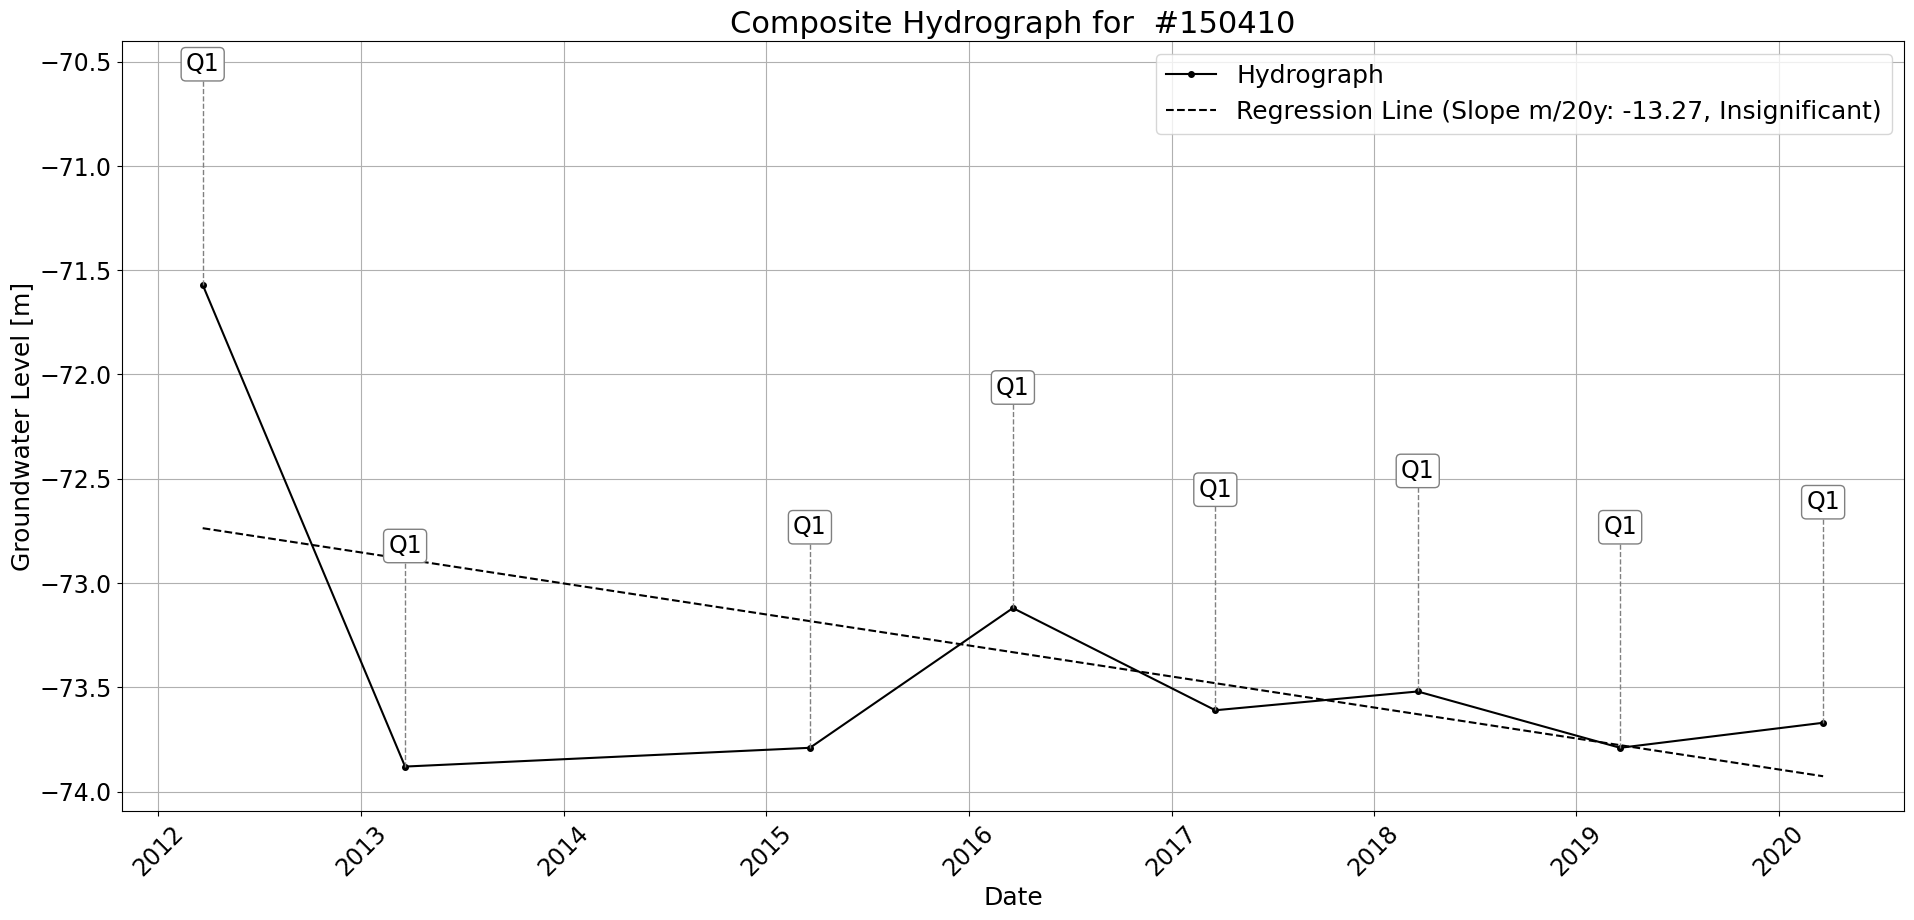 Composite Hydrograph for  #150410
Hydrograph
Regression Line (Slope m/20y: -13.27, Insignificant)
Groundwater Level [m]
−70.5
−71.0
−71.5
−72.0
−72.5
−73.0
−73.5
−74.0
Q1
Q1
Q1
Q1
Q1
Q1
Q1
Q1
2012
2013
2014
2015
2016
2017
2018
2019
2020
Date